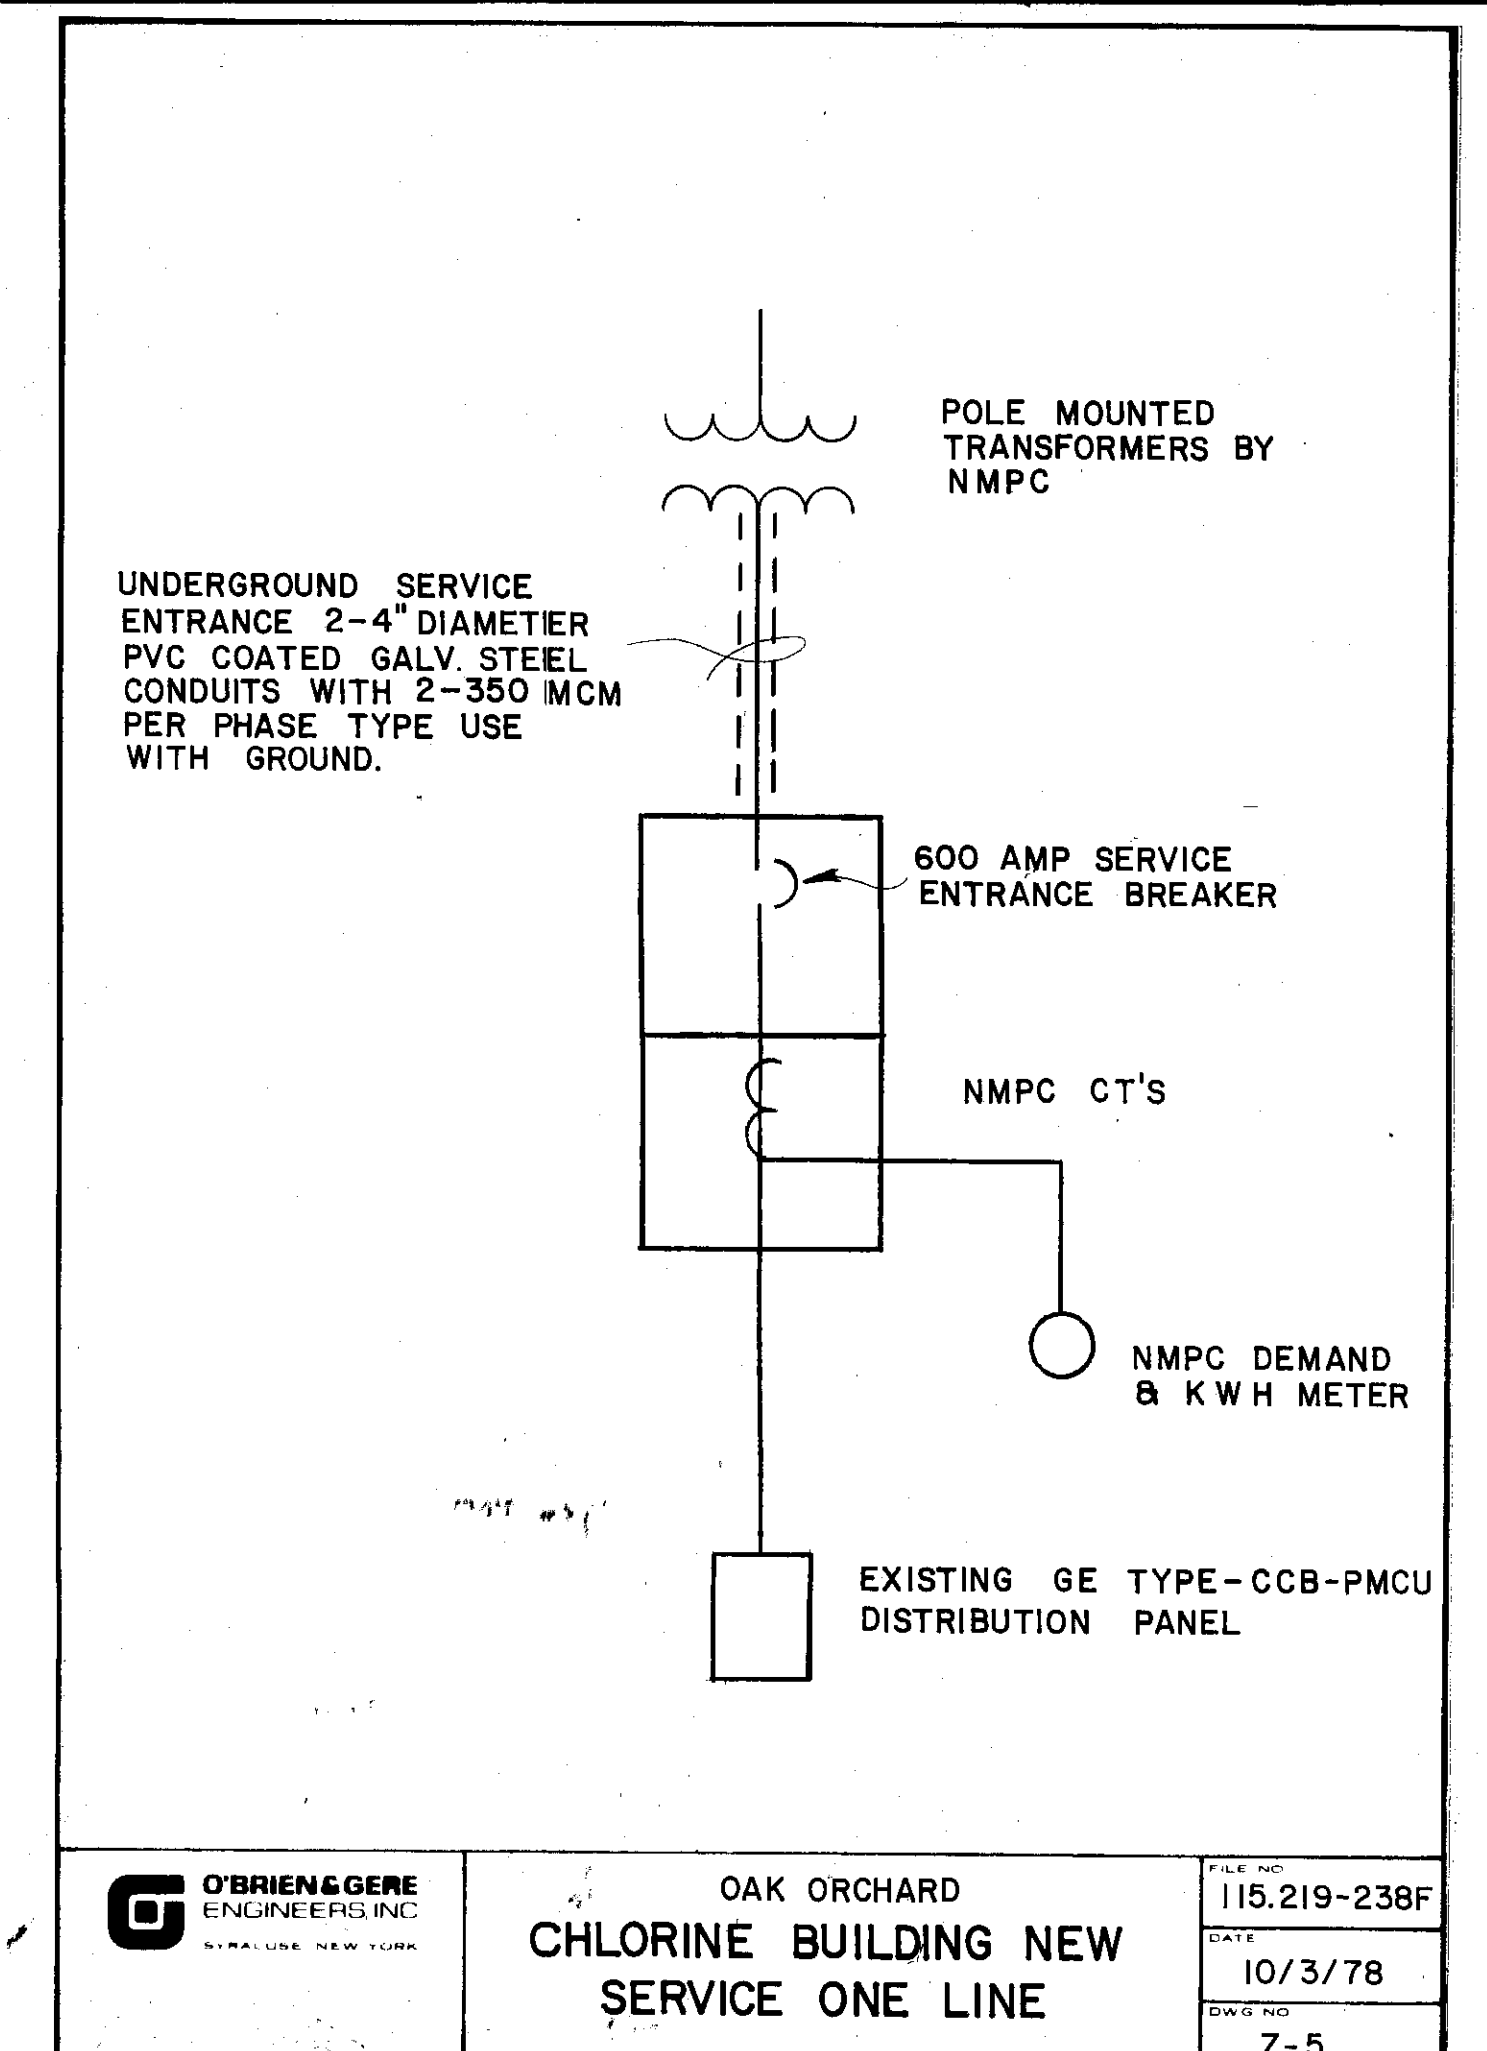 POLE MOUNTED
TRANSFORMERS BY
NMPC
UNDERGROUND SERVICE
ENTRANCE 2-4" DIAMETER
PVC COATED GALV. STEEL
CONDUITS WITH 2-350 MCM
PER PHASE TYPE USE
WITH GROUND.
600 AMP SERVICE
ENTRANCE BREAKER
NMPC CT'S
NMPC DEMAND
& KWH METER
EXISTING GE TYPE-CCB-PMCU
DISTRIBUTION PANEL
O'BRIEN & GERE
ENGINEERS, INC
SYRACUSE NEW YORK
OAK ORCHARD
CHLORINE BUILDING NEW
SERVICE ONE LINE
FILE NO
115.219-238F
DATE
10/3/78
DWG NO